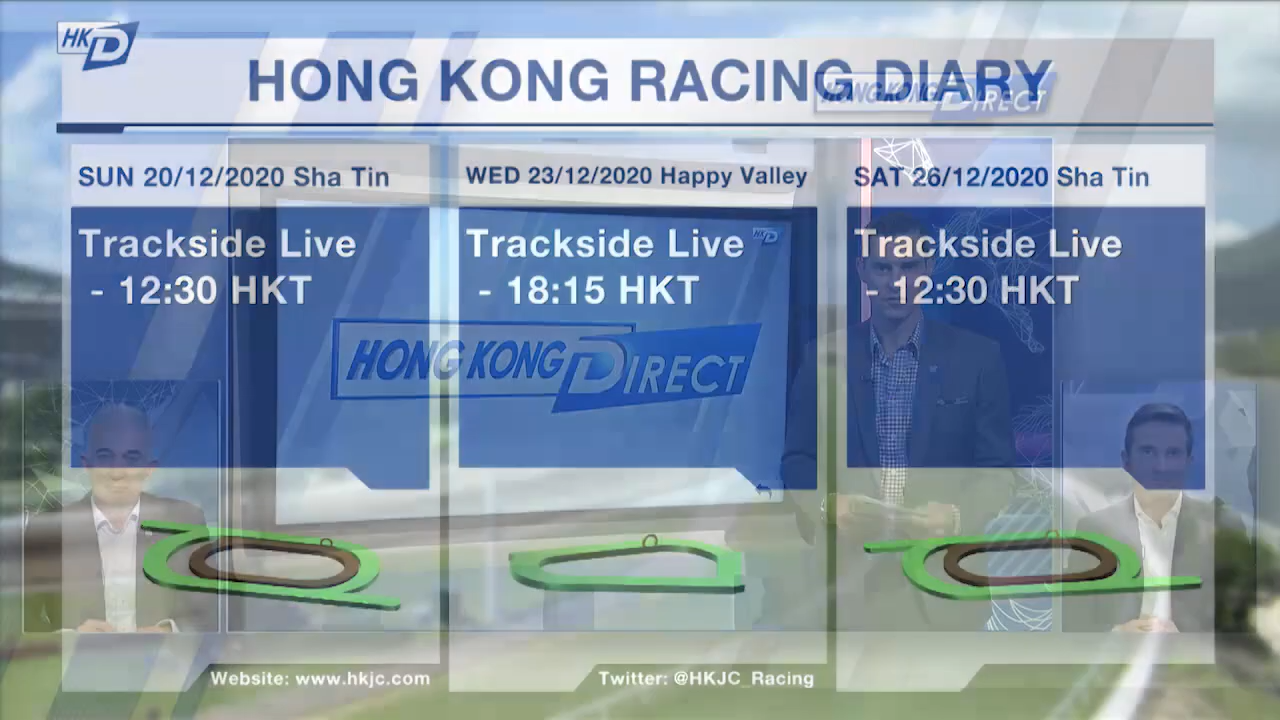 HKD
HONG KONG RACING DIARY
HONG KONG DIRECT
SUN 20/12/2020 Sha Tin
WED 23/12/2020 Happy Valley
SAT 26/12/2020 Sha Tin
Trackside Live
- 12:30 HKT
Trackside Live
- 18:15 HKT
Trackside Live
- 12:30 HKT
HKD
HONG KONG DIRECT
Website: www.hkjc.com
Twitter: @HKJC_Racing